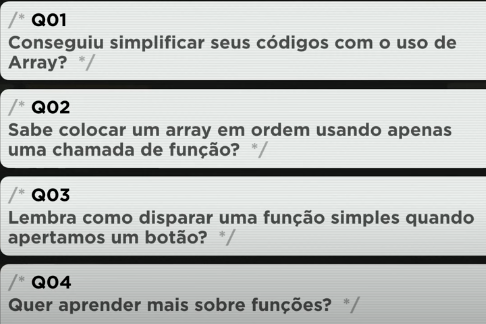 /* Q01
Conseguiu simplificar seus códigos com o uso de
Array? */
/* Q02
Sabe colocar um array em ordem usando apenas
uma chamada de função? */
/* Q03
Lembra como disparar uma função simples quando
apertamos um botão? */
/* Q04
Quer aprender mais sobre funções? */